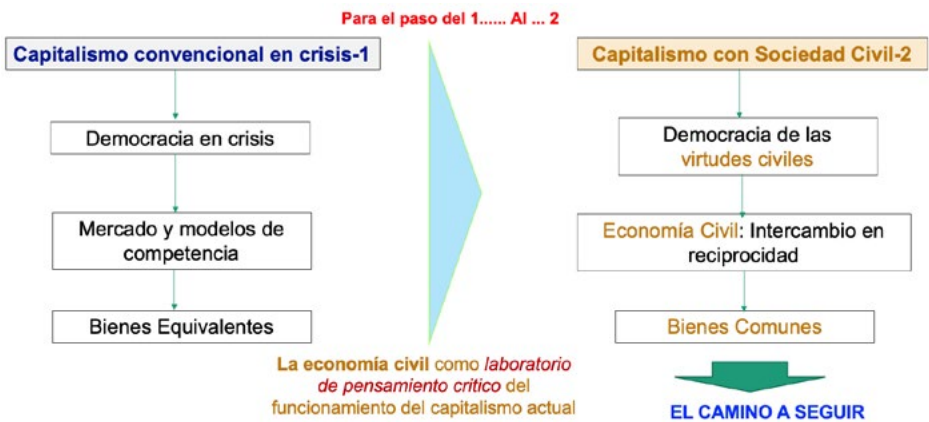 Para el paso del 1...... Al ... 2
Capitalismo convencional en crisis-1
Democracia en crisis
Mercado y modelos de
competencia
Bienes Equivalentes
La economía civil como laboratorio
de pensamiento critico del
funcionamiento del capitalismo actual
Capitalismo con Sociedad Civil-2
Democracia de las
virtudes civiles
Economía Civil: Intercambio en
reciprocidad
Bienes Comunes
EL CAMINO A SEGUIR